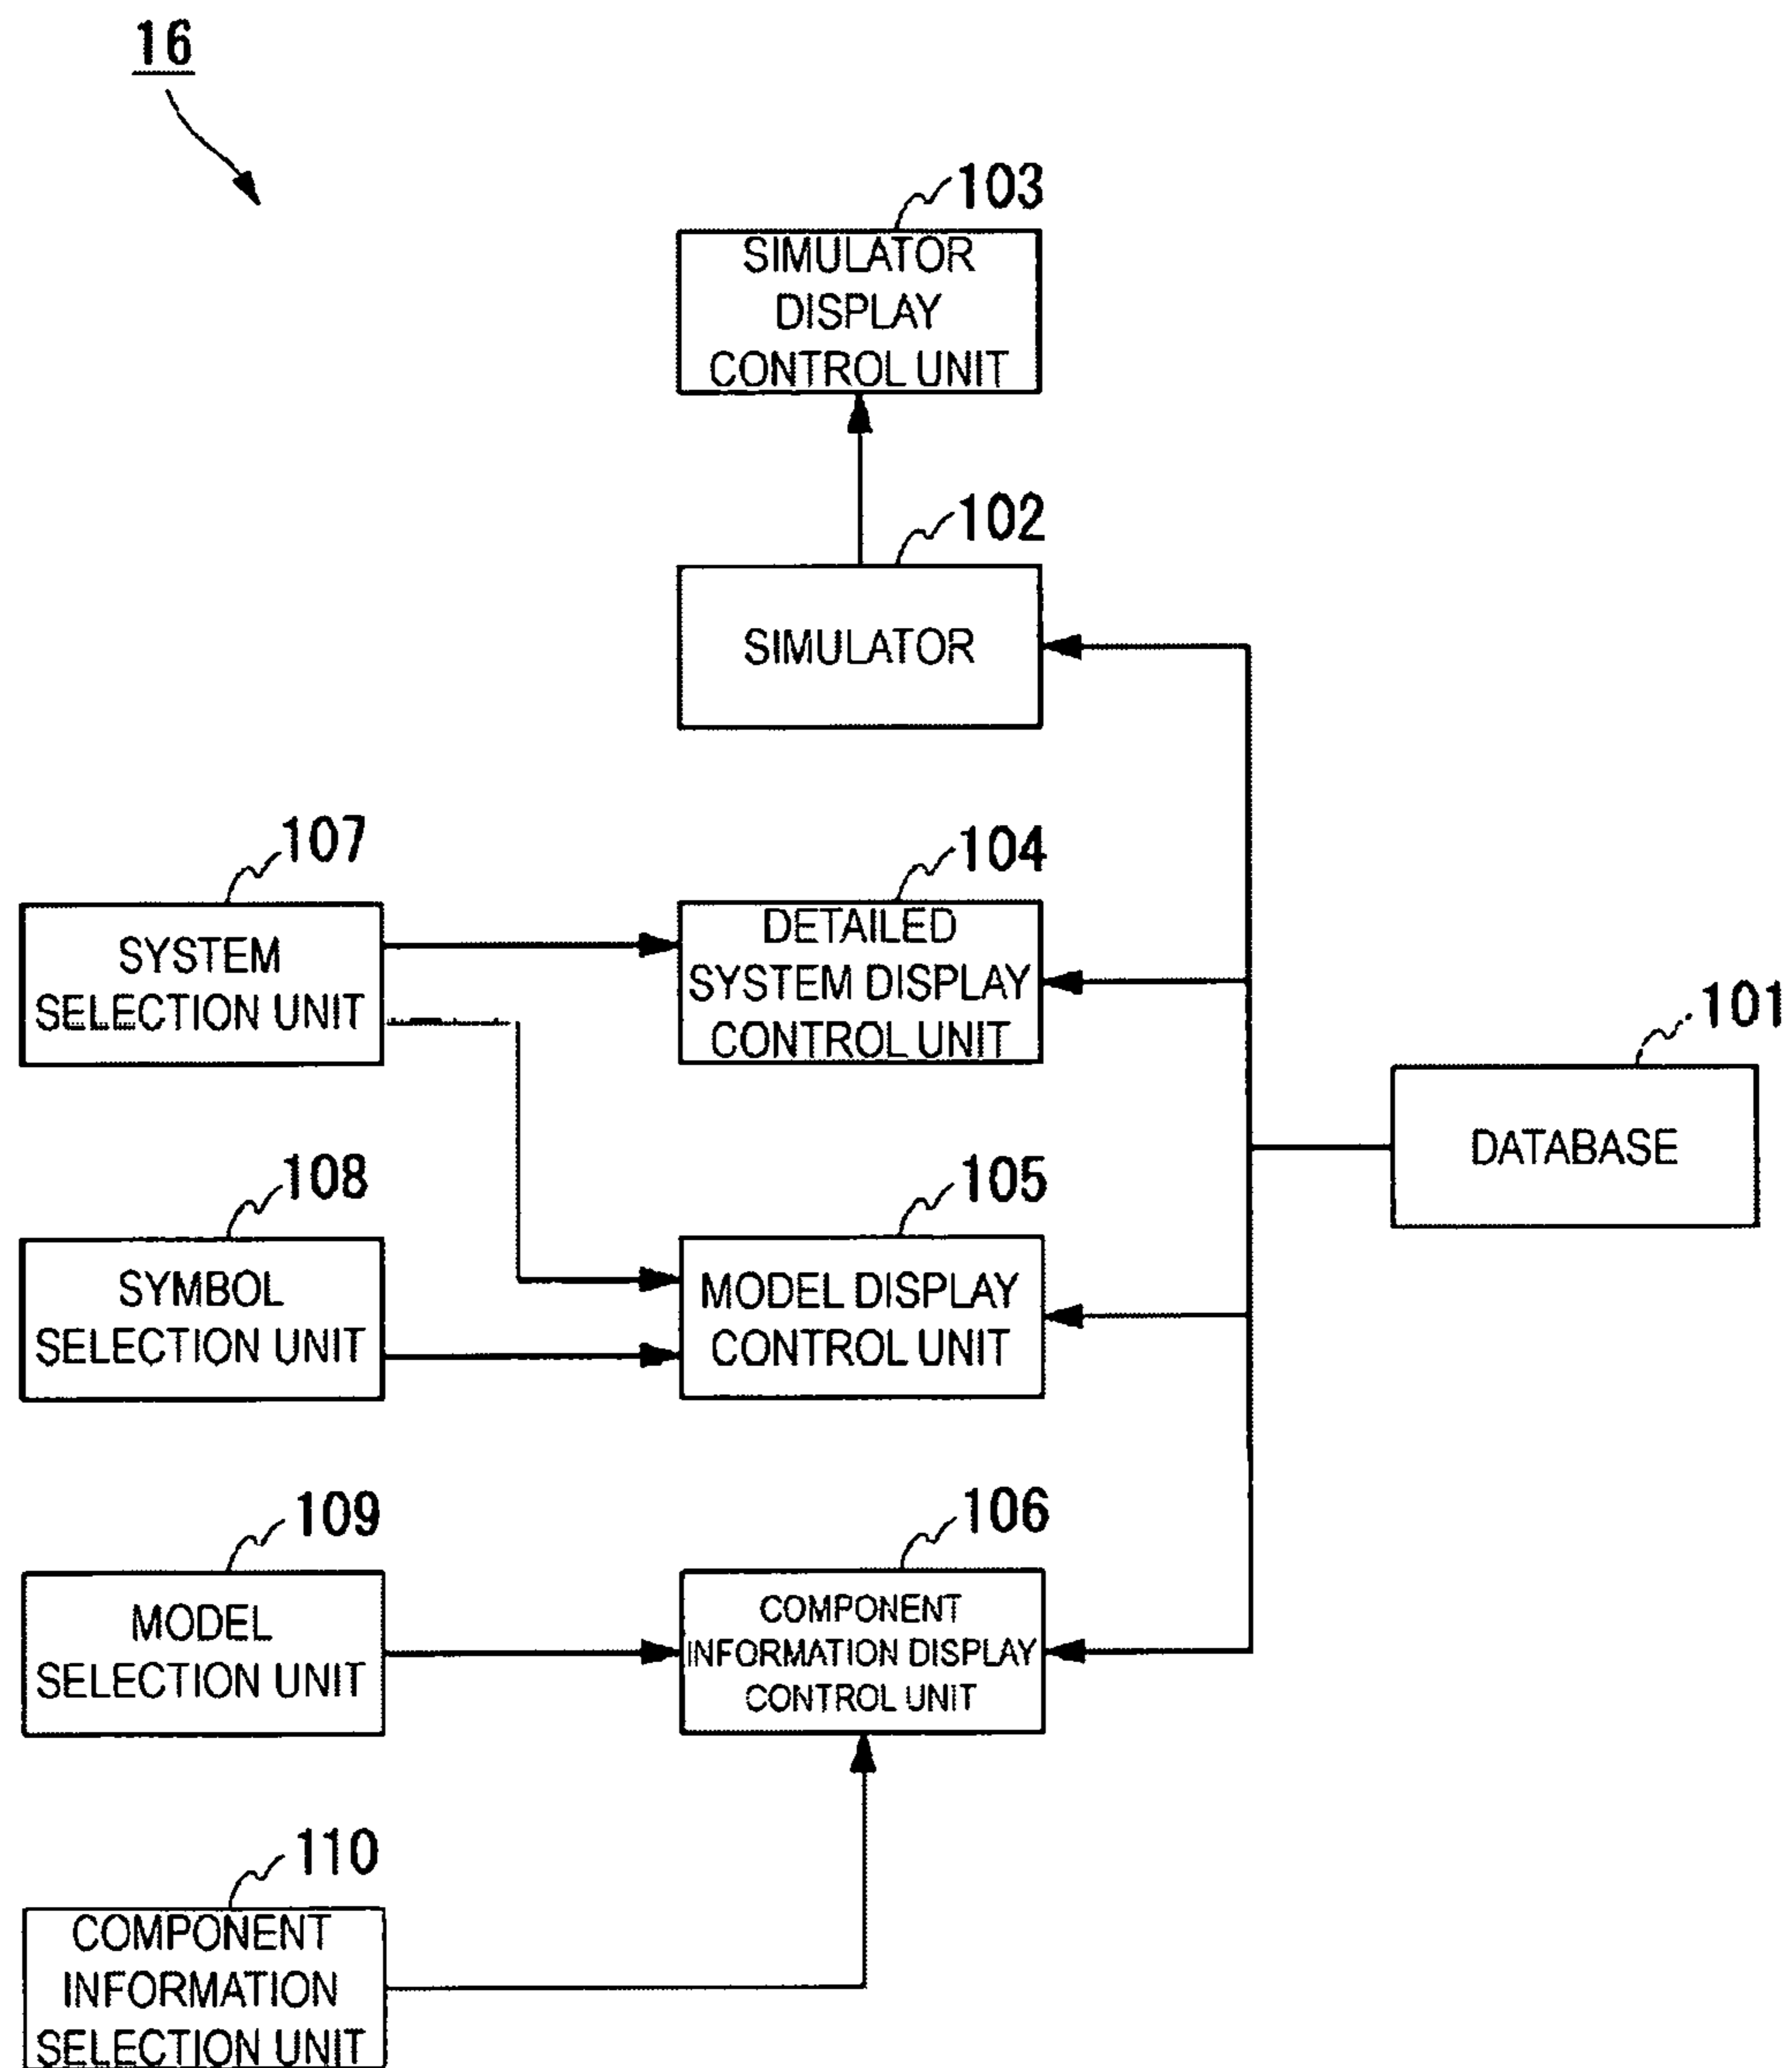 16
103
SIMULATOR
DISPLAY
CONTROL UNIT
102
SIMULATOR
107
SYSTEM
SELECTION UNIT
104
DETAILED
SYSTEM DISPLAY
CONTROL UNIT
101
DATABASE
108
SYMBOL
SELECTION UNIT
105
MODEL DISPLAY
CONTROL UNIT
109
MODEL
SELECTION UNIT
106
COMPONENT
INFORMATION DISPLAY
CONTROL UNIT
110
COMPONENT
INFORMATION
SELECTION UNIT